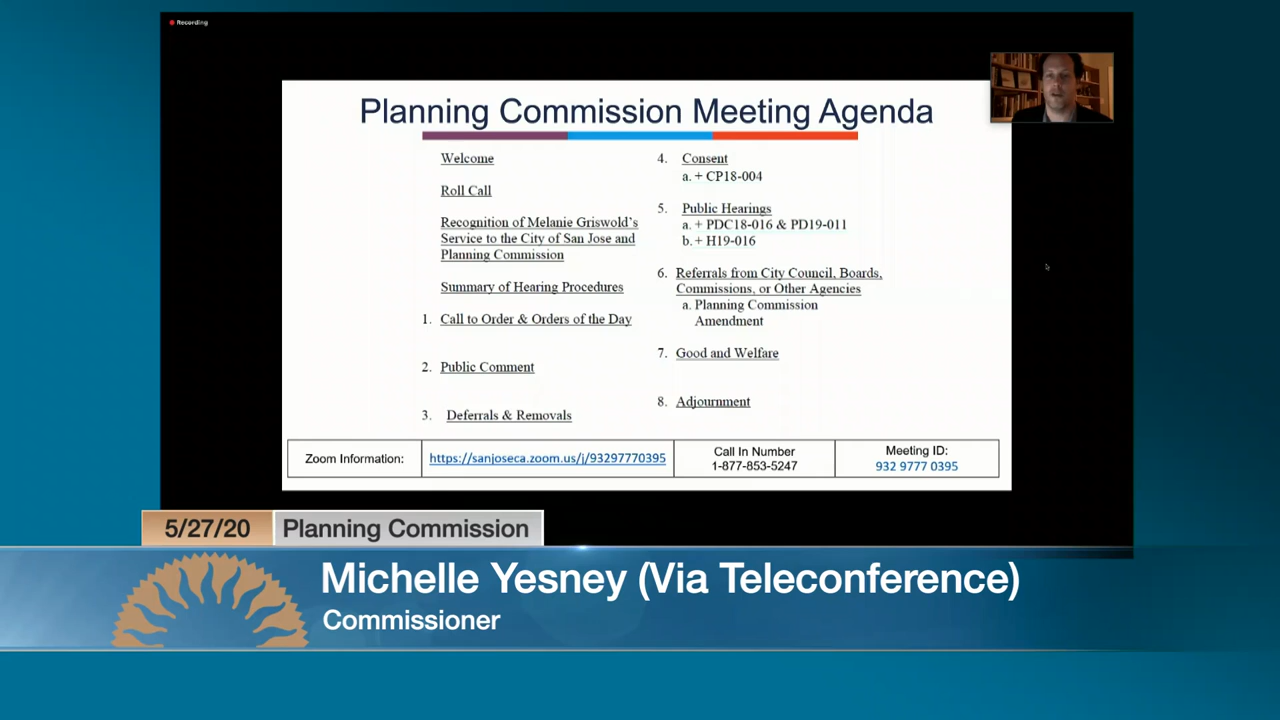 Recording
Planning Commission Meeting Agenda
Welcome
Roll Call
Recognition of Melanie Griswold's
Service to the City of San Jose and
Planning Commission
Summary of Hearing Procedures
1. Call to Order & Orders of the Day
2. Public Comment
3. Deferrals & Removals
4. Consent
a. + CP18-004
5. Public Hearings
a. + PDC18-016 & PD19-011
b. + H19-016
6. Referrals from City Council, Boards,
Commissions, or Other Agencies
a. Planning Commission
Amendment
7. Good and Welfare
8. Adjournment
Zoom Information:
https://sanjoseca.zoom.us/j/93297770395
Call In Number
1-877-853-5247
Meeting ID:
932 9777 0395
5/27/20 Planning Commission
Michelle Yesney (Via Teleconference)
Commissioner